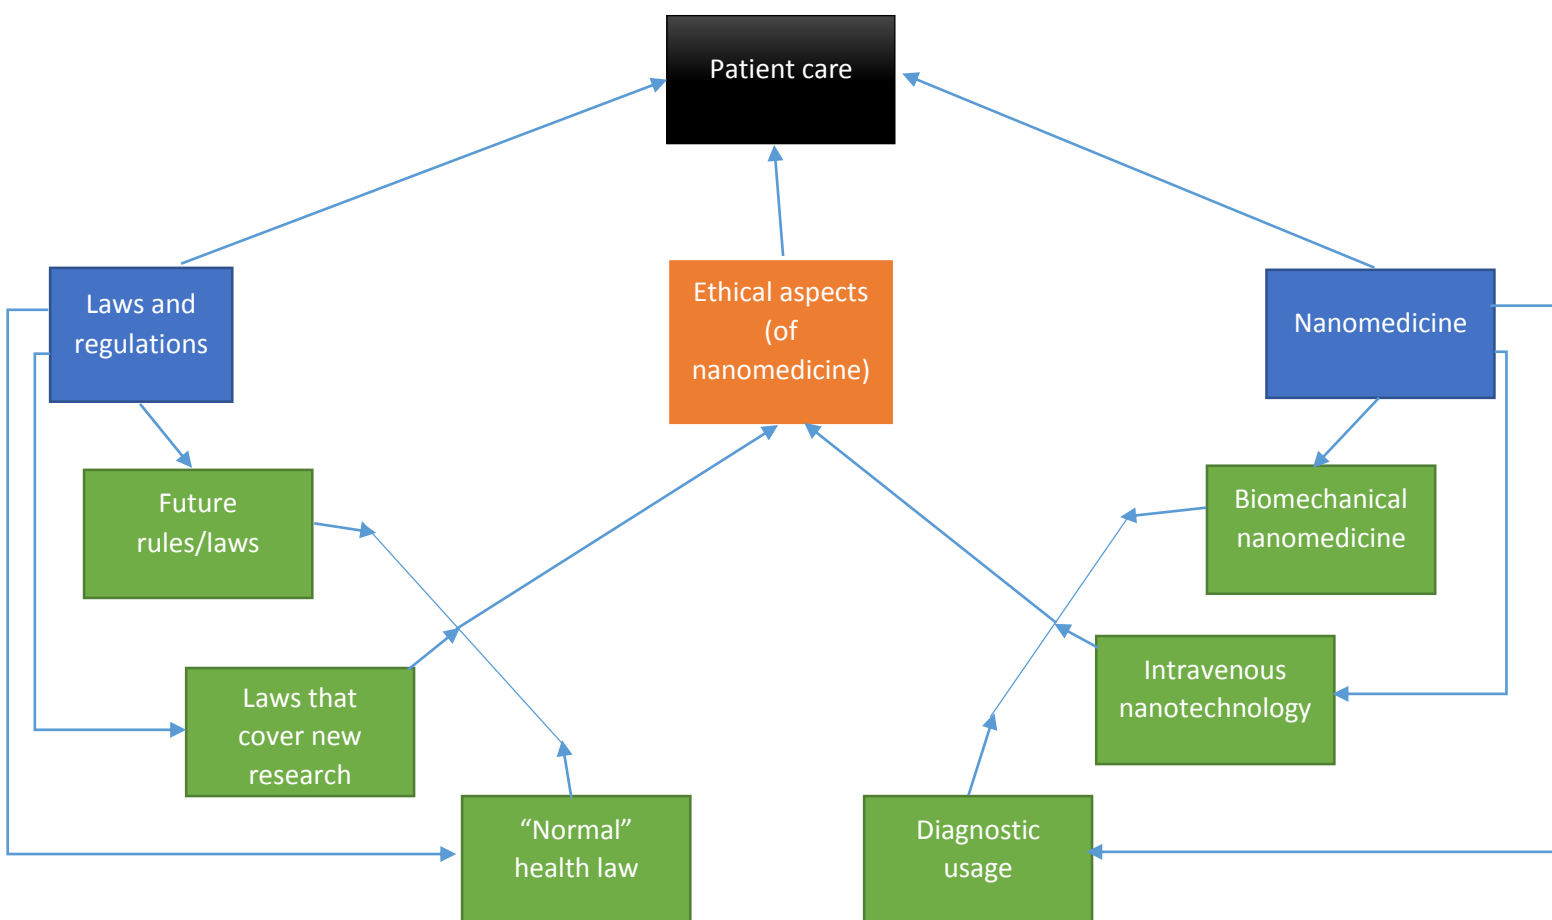 Patient care
Laws and
regulations
Ethical aspects
(of
nanomedicine)
Nanomedicine
Future
rules/laws
Biomechanical
nanomedicine
Laws that
cover new
research
Intravenous
nanotechnology
“Normal”
health law
Diagnostic
usage